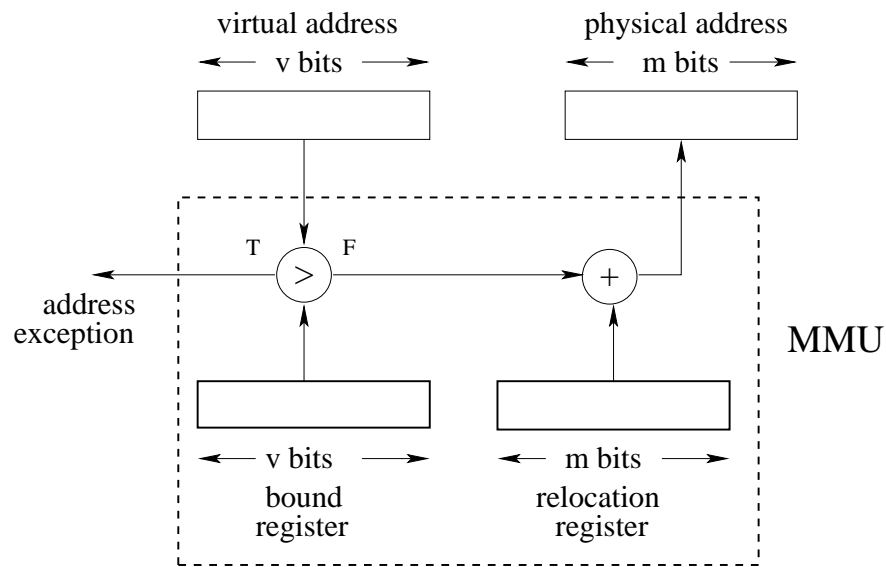 virtual address
physical address
v bits
m bits
T
F
>
+
address
exception
MMU
v bits
m bits
bound
register
relocation
register